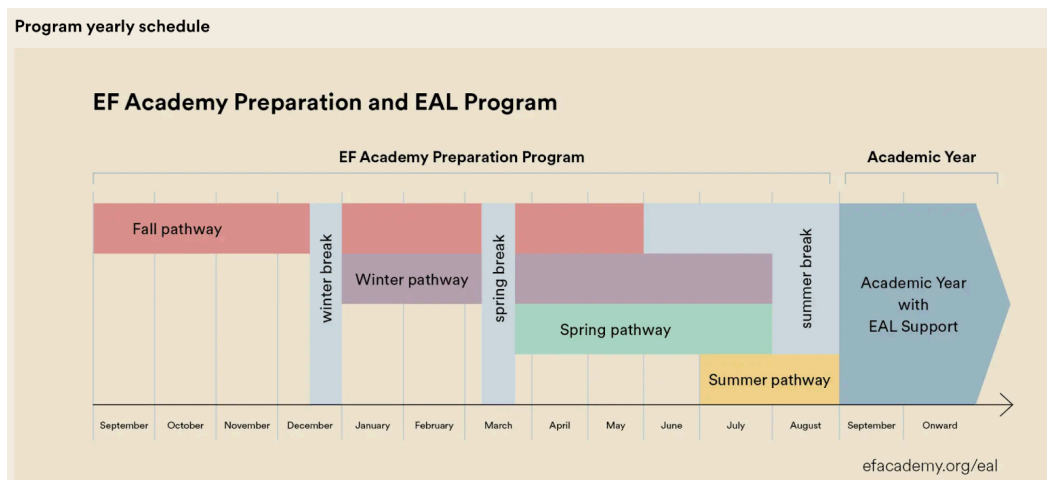 Program yearly schedule
EF Academy Preparation and EAL Program
EF Academy Preparation Program
Academic Year
Fall pathway
winter break
Winter pathway
spring break
Spring pathway
summer break
Summer pathway
Academic Year
with
EAL Support
September
October
November
December
January
February
March
April
May
June
July
August
September
Onward
efacademy.org/eal